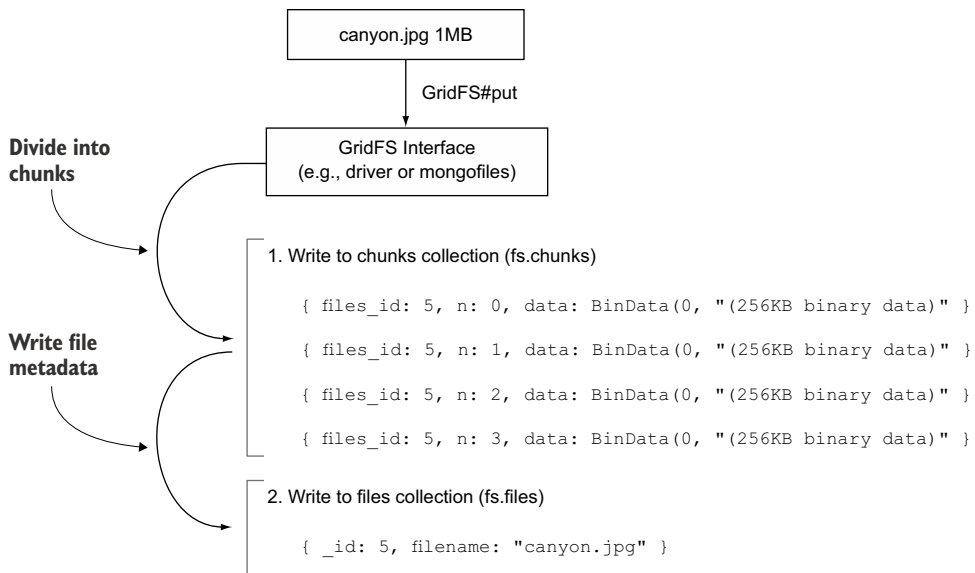 canyon.jpg 1MB
GridFS#put
GridFS Interface
(e.g., driver or mongofiles)
Divide into
chunks
1. Write to chunks collection (fs.chunks)
{ files_id: 5, n: 0, data: BinData(0, "(256KB binary data)" }
{ files_id: 5, n: 1, data: BinData(0, "(256KB binary data)" }
{ files_id: 5, n: 2, data: BinData(0, "(256KB binary data)" }
{ files_id: 5, n: 3, data: BinData(0, "(256KB binary data)" }
Write file
metadata
2. Write to files collection (fs.files)
{ _id: 5, filename: "canyon.jpg" }